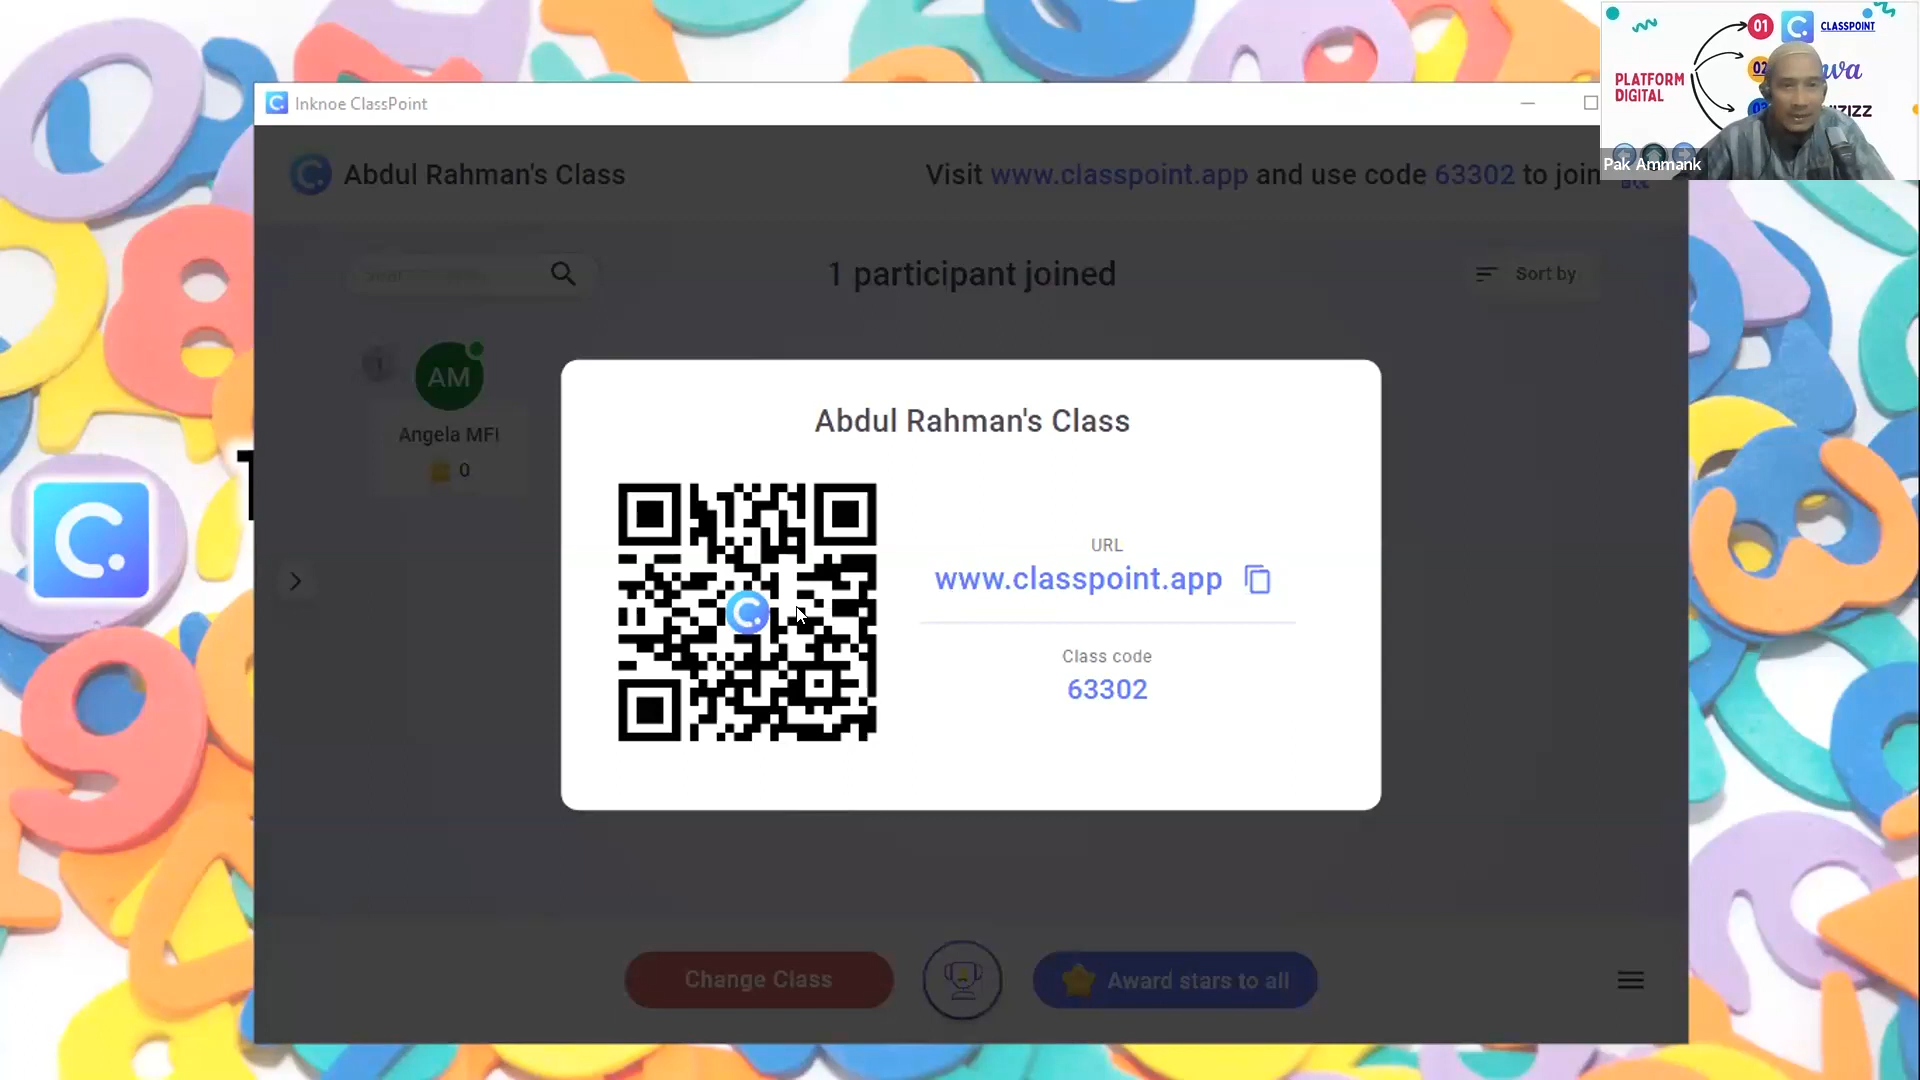 Inknoe ClassPoint
Abdul Rahman's Class
Visit www.classpoint.app and use code 63302 to join
1 participant joined
Sort by
1
AM
Angela MFI
0
Abdul Rahman's Class
URL
www.classpoint.app
Class code
63302
Change Class
Award stars to all
PLATFORM
DIGITAL
01
CLASSPOINT
02
Pak Ammank